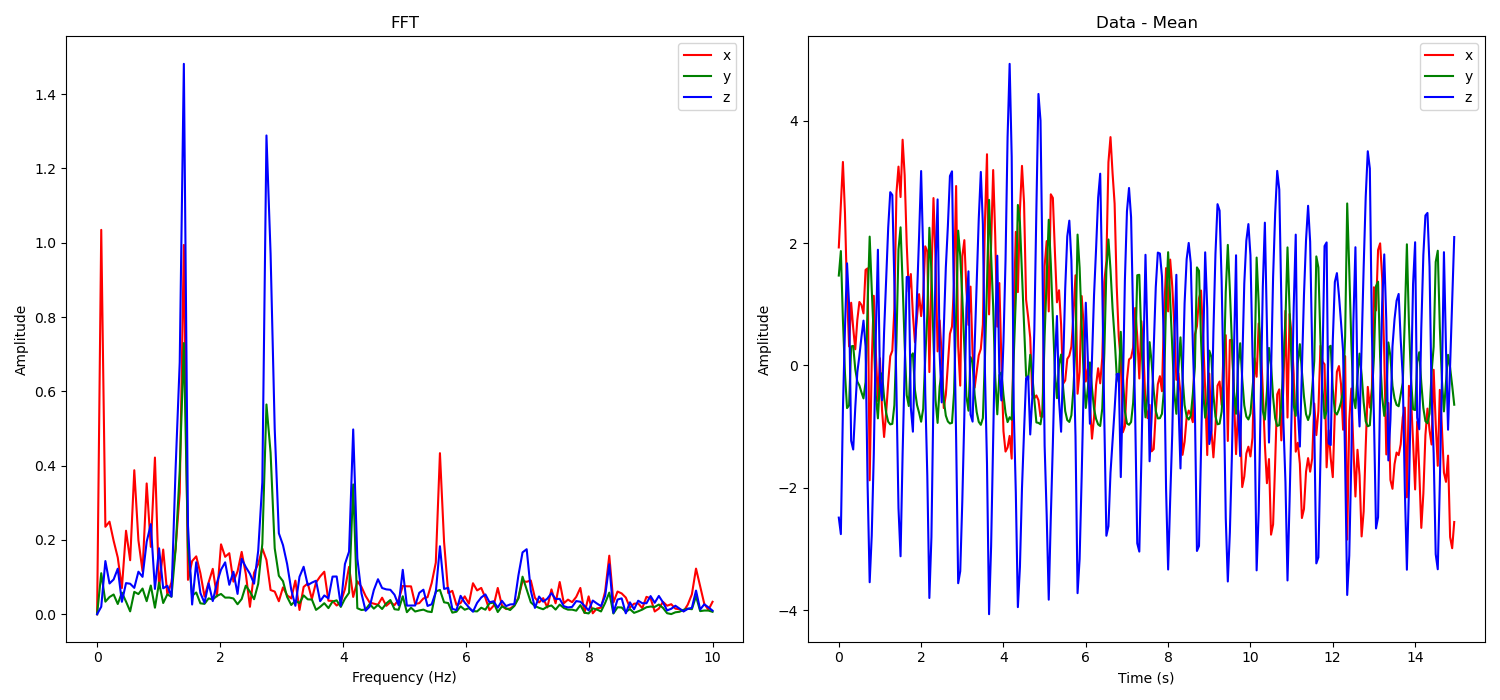 FFT
Amplitude
1.4
1.2
1.0
0.8
0.6
0.4
0.2
0.0
0 2 4 6 8 10
Frequency (Hz)
x
y
z
Data - Mean
Amplitude
4
2
0
−2
−4
0 2 4 6 8 10 12 14
Time (s)
x
y
z